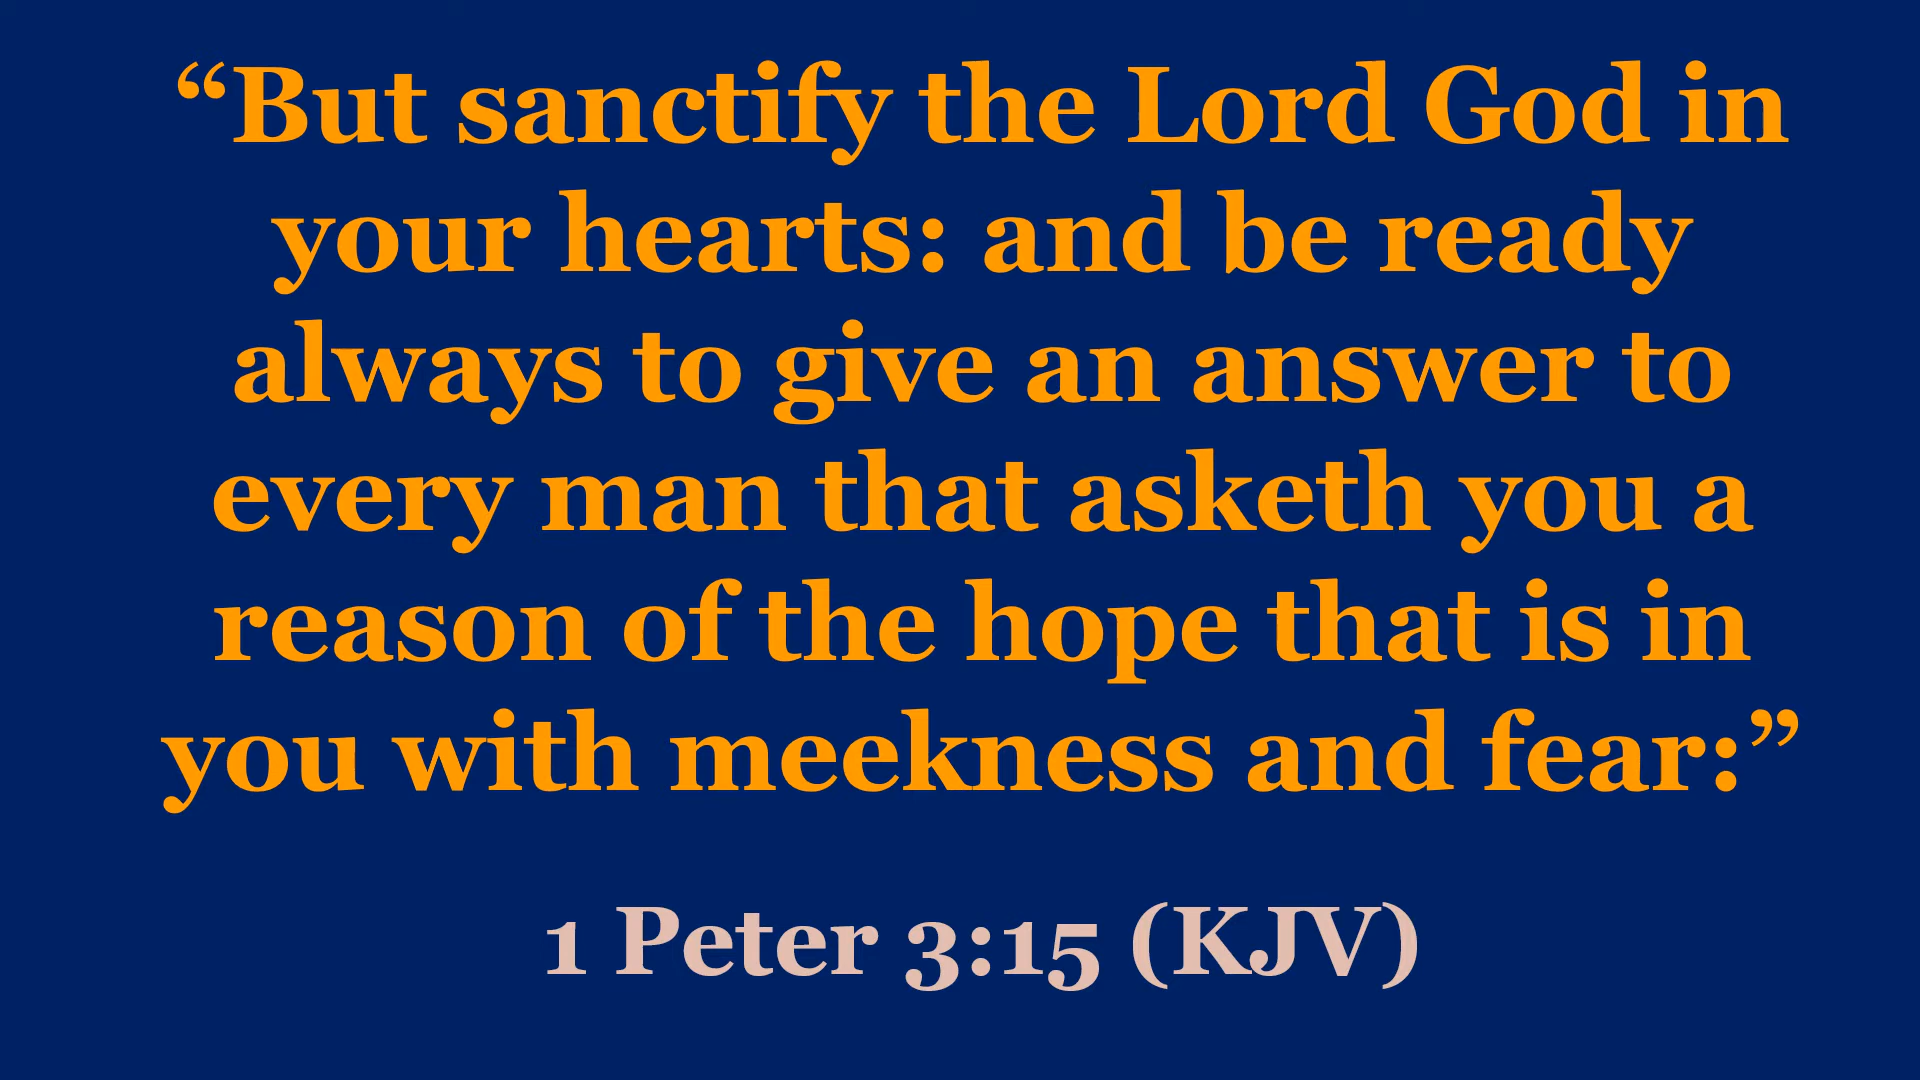 “But sanctify the Lord God in
your hearts: and be ready
always to give an answer to
every man that asketh you a
reason of the hope that is in
you with meekness and fear:”
1 Peter 3:15 (KJV)